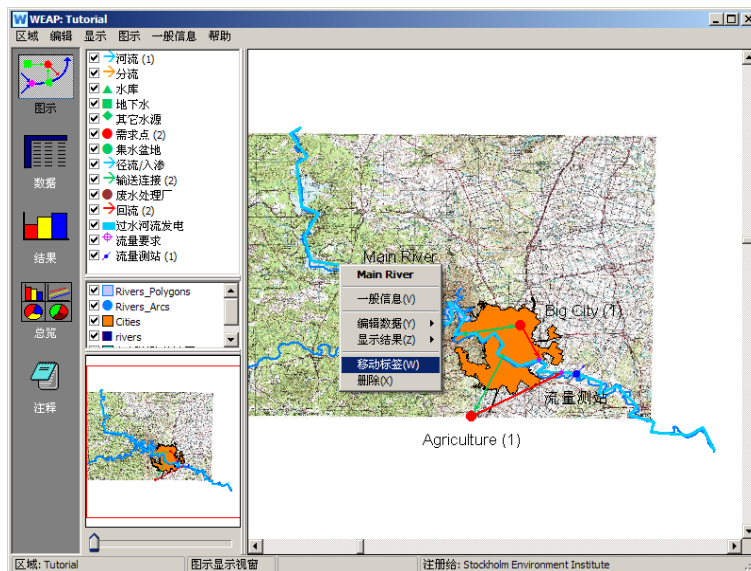 WEAP: Tutorial
区域 编辑 显示 图示 一般信息 帮助
图示
数据
结果
总览
注释
河流 (1)
分流
水库
地下水
其它水源
需求点 (2)
集水盆地
径流/入渗
输送连接 (2)
废水处理厂
回流 (2)
过水河流发电
流量要求
流量测站 (1)
Rivers_Polygons
Rivers_Arcs
Cities
rivers
Main River
Main River
一般信息(V)
编辑数据(Y)
显示结果(Z)
移动标签(W)
删除(X)
Big City (1)
流量测站
Agriculture (1)
区域: Tutorial
图示显示视窗
注册给: Stockholm Environment Institute